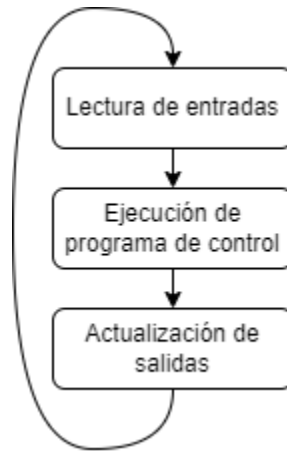 Lectura de entradas
Ejecución de
programa de control
Actualización de
salidas